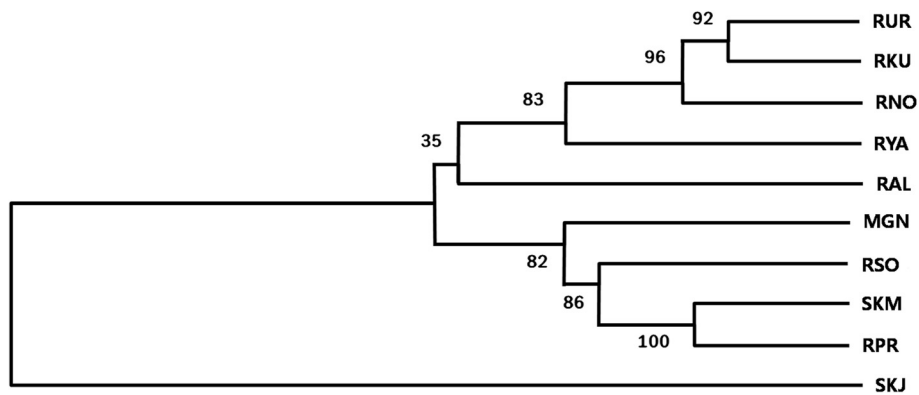 92
RUR
96
RKU
83
RNO
35
RYA
RAL
MGN
82
RSO
86
SKM
100
RPR
SKJ